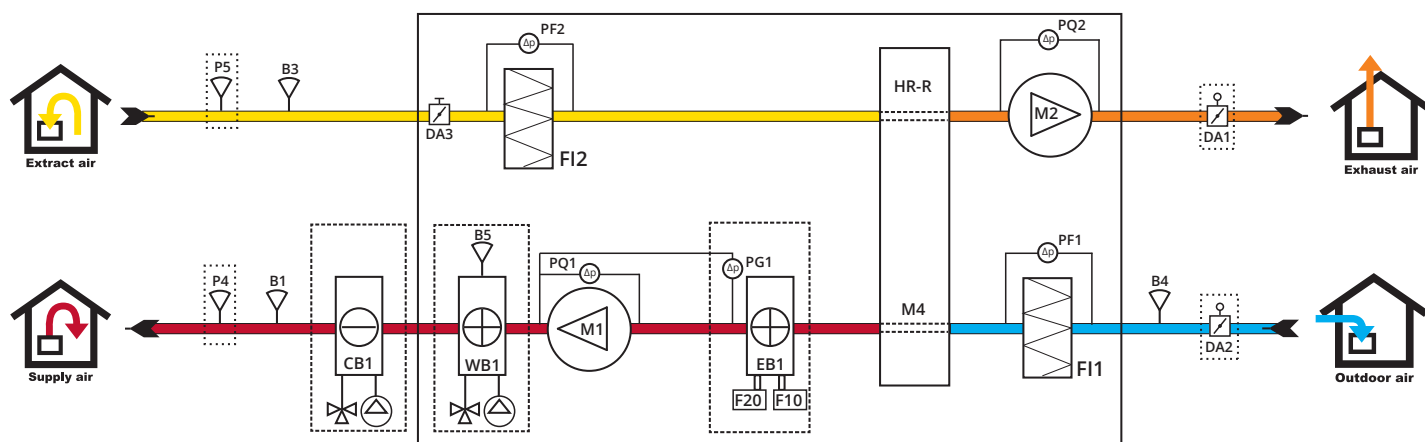 PF2
PQ2
Δp
Δp
P5
B3
HR-R
M2
DA3
DA1
FI2
Extract air
Exhaust air
B5
PF1
Δp
PQ1
Δp
Δp
PG1
P4
B1
B4
M4
M1
DA2
CB1
WB1
EB1
FI1
Supply air
Outdoor air
F20
F10